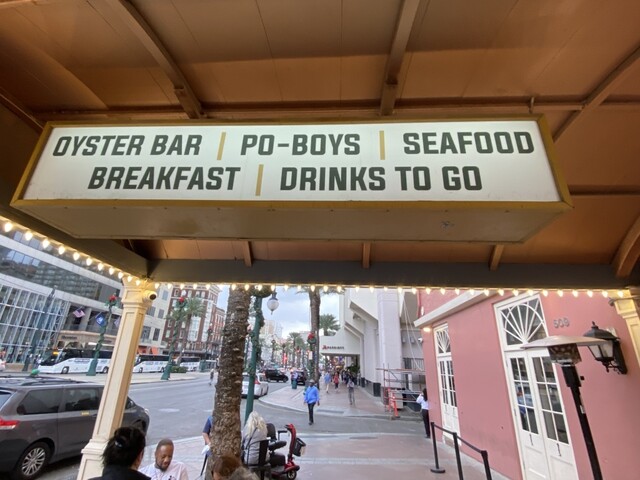 OYSTER BAR | PO-BOYS | SEAFOOD
BREAKFAST | DRINKS TO GO